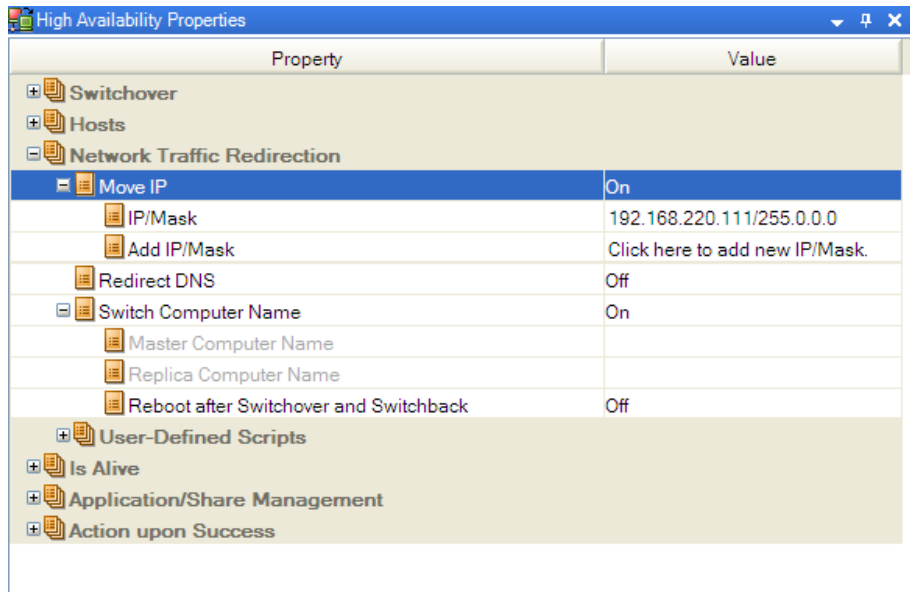 High Availability Properties
Property Value
Switchover
Hosts
Network Traffic Redirection
Move IP On
IP/Mask 192.168.220.111/255.0.0.0
Add IP/Mask Click here to add new IP/Mask.
Redirect DNS Off
Switch Computer Name On
Master Computer Name
Replica Computer Name
Reboot after Switchover and Switchback Off
User-Defined Scripts
Is Alive
Application/Share Management
Action upon Success